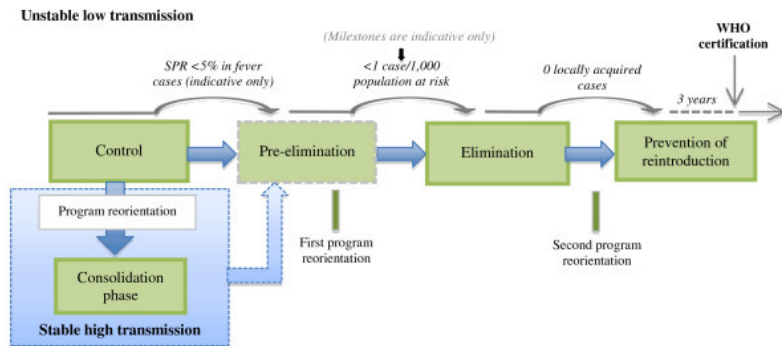 Unstable low transmission
(Milestones are indicative only)
WHO
certification
SPR <5% in fever
cases (indicative only)
<1 case/1,000
population at risk
0 locally acquired
cases
3 years
Control
Pre-elimination
Elimination
Prevention of
reintroduction
Program reorientation
First program
reorientation
Second program
reorientation
Consolidation
phase
Stable high transmission